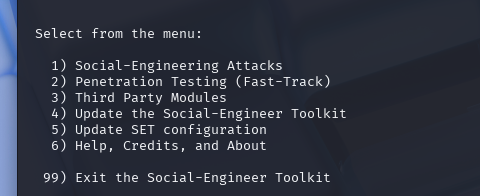 Select from the menu:
1) Social-Engineering Attacks
2) Penetration Testing (Fast-Track)
3) Third Party Modules
4) Update the Social-Engineer Toolkit
5) Update SET configuration
6) Help, Credits, and About
99) Exit the Social-Engineer Toolkit